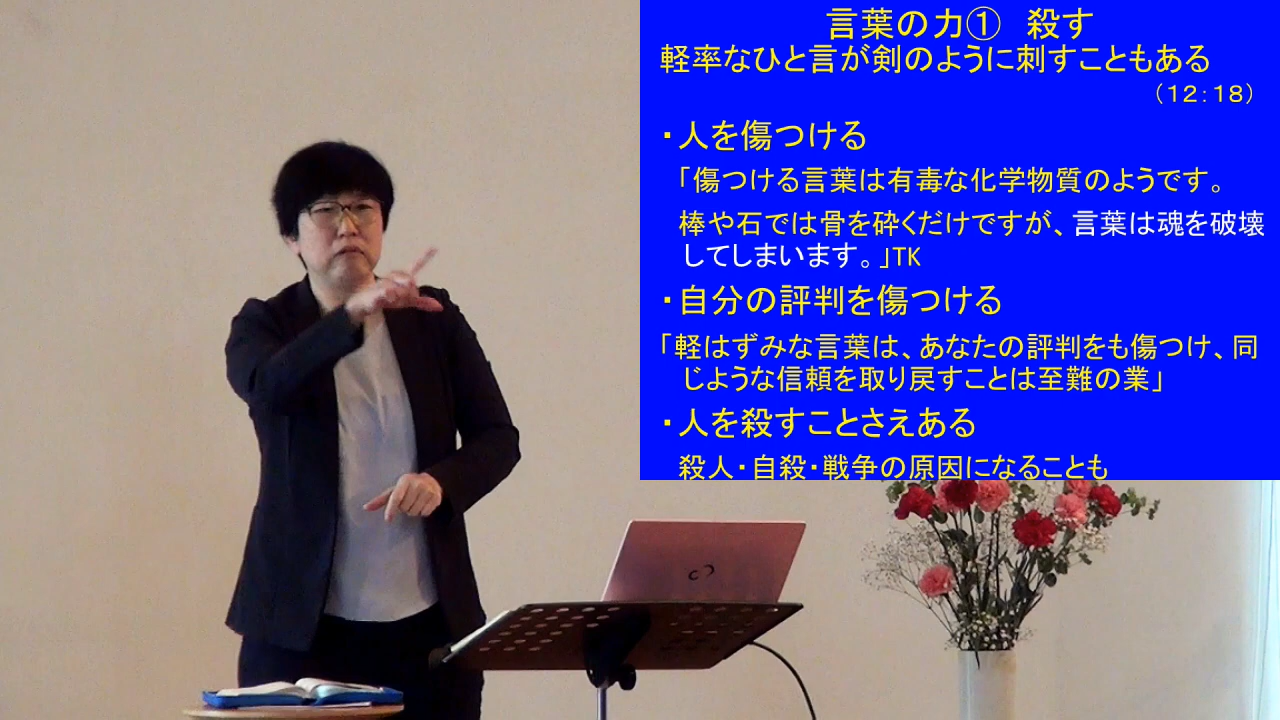 言葉の力① 殺す
軽率なひと言が剣のように刺すこともある
（12：18）
・人を傷つける
「傷つける言葉は有毒な化学物質のようです。
棒や石では骨を砕くだけですが、言葉は魂を破壊
してしまいます。」TK
・自分の評判を傷つける
「軽はずみな言葉は、あなたの評判をも傷つけ、同
じような信頼を取り戻すことは至難の業」
・人を殺すことさえある
殺人・自殺・戦争の原因になることも